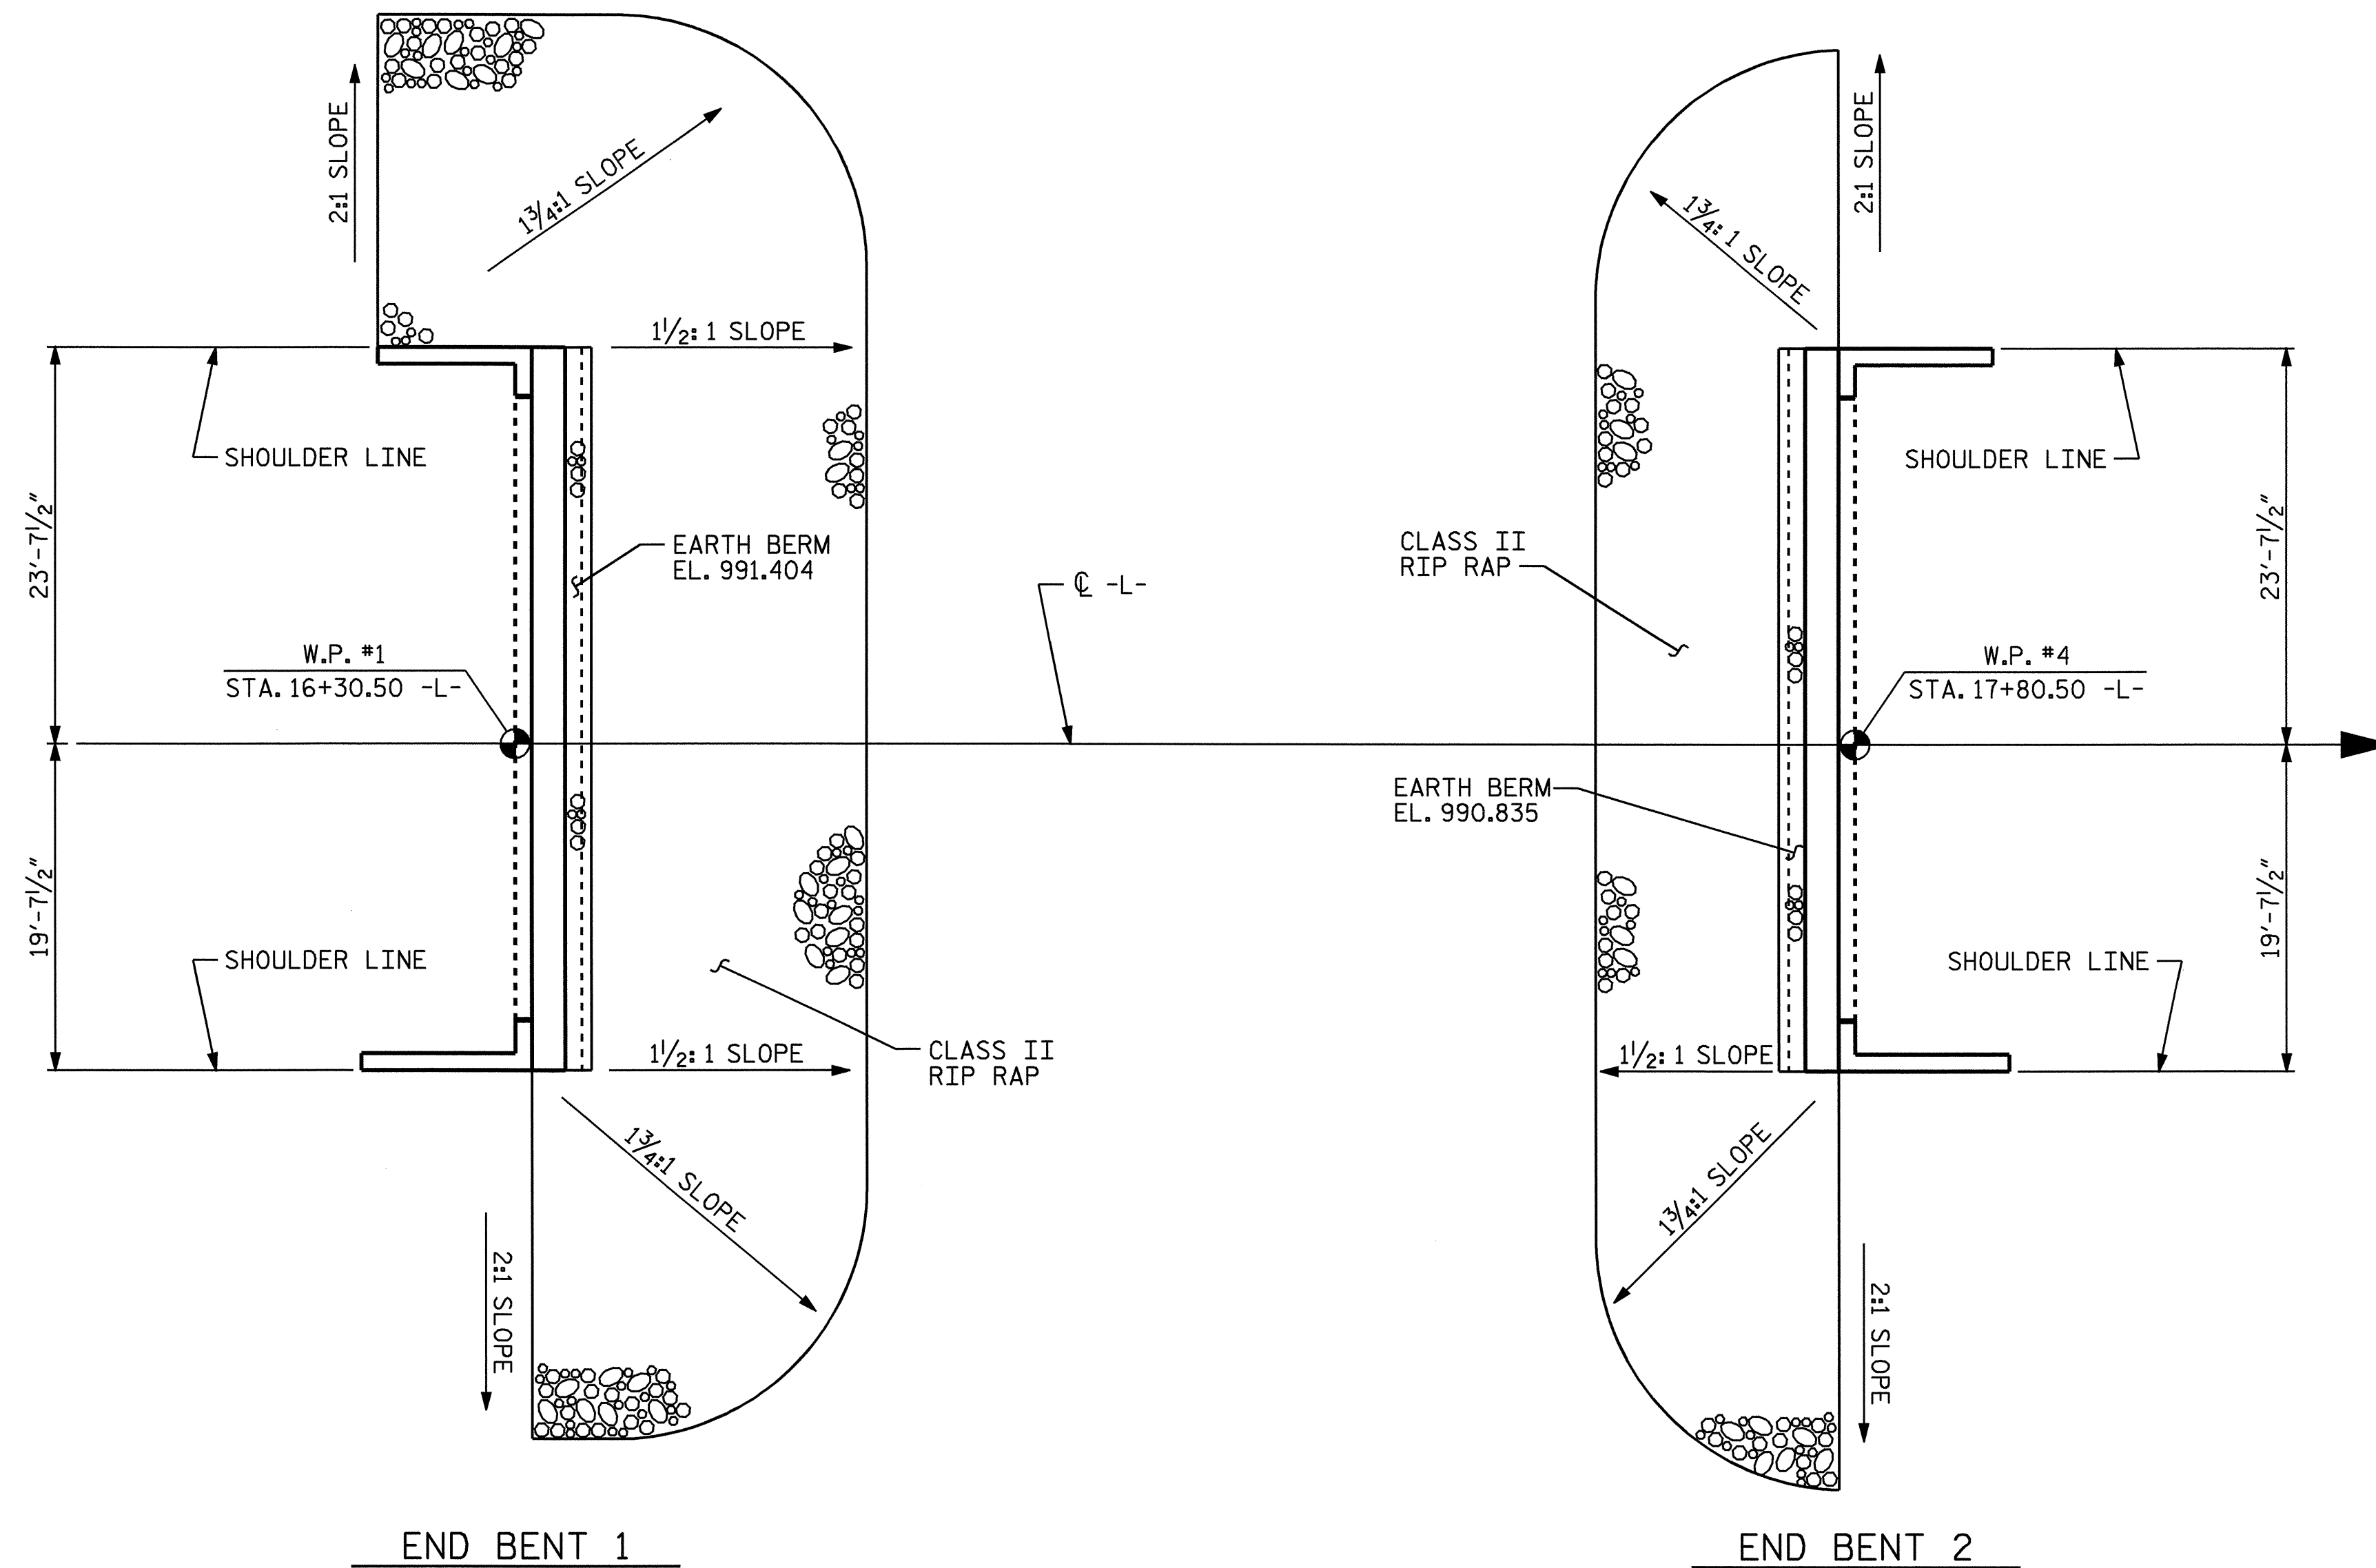 2:1 SLOPE
1¾:1 SLOPE
1½:1 SLOPE
SHOULDER LINE
23'-7½"
EARTH BERM
EL. 991.404
W.P. #1
STA. 16+30.50 -L-
19'-7½"
SHOULDER LINE
1½:1 SLOPE
CLASS II
RIP RAP
1¾:1 SLOPE
2:1 SLOPE
END BENT 1
℄ -L-
2:1 SLOPE
1¾:1 SLOPE
SHOULDER LINE
23'-7½"
CLASS II
RIP RAP
W.P. #4
STA. 17+80.50 -L-
EARTH BERM
EL. 990.835
19'-7½"
SHOULDER LINE
1½:1 SLOPE
1¾:1 SLOPE
2:1 SLOPE
END BENT 2